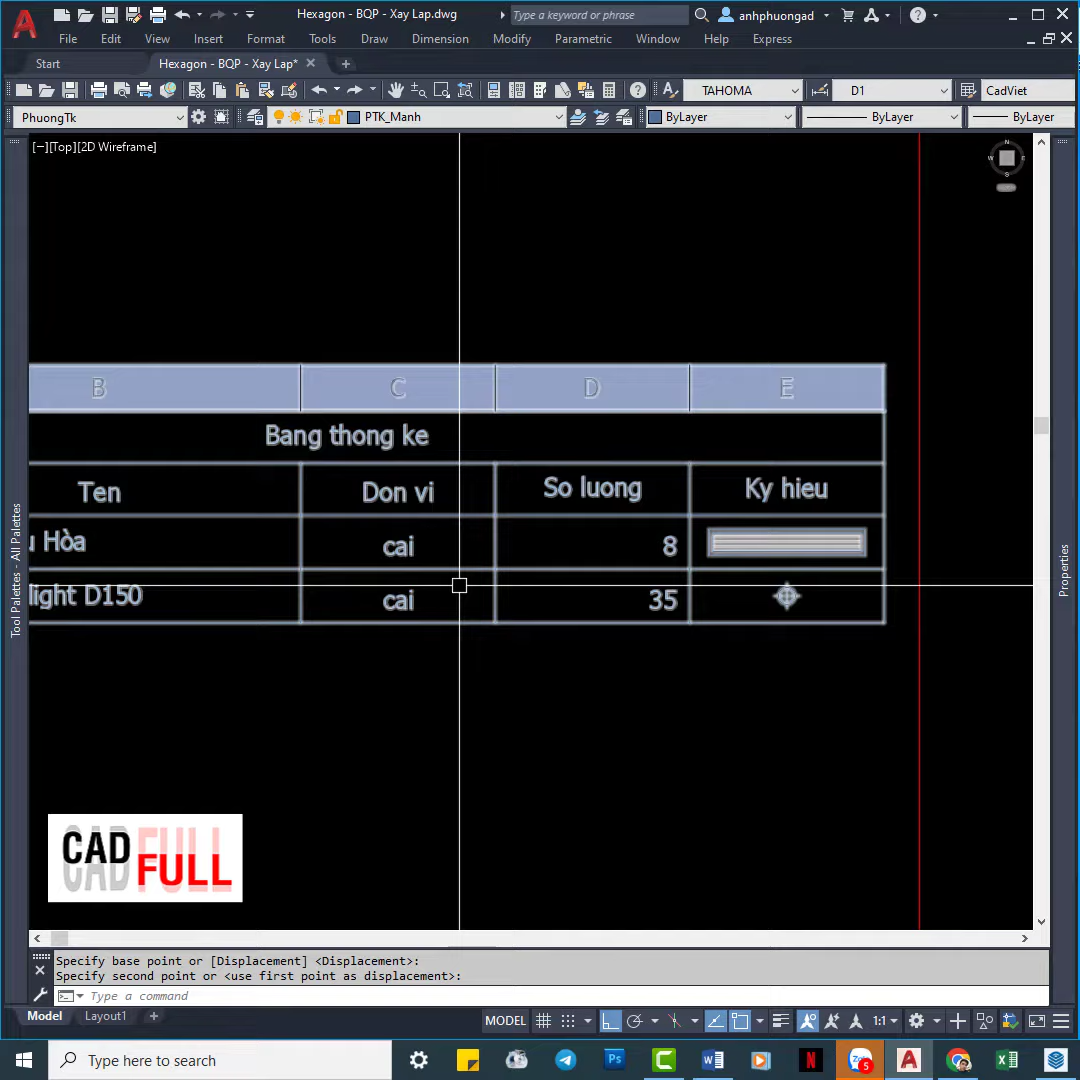 Hexagon - BQP - Xay Lap.dwg
Type a keyword or phrase
anhphuongad
File Edit View Insert Format Tools Draw Dimension Modify Parametric Window Help Express
Start
Hexagon - BQP - Xay Lap*
TAHOMA
D1
CadViet
PhuongTk
PTK_Manh
ByLayer
ByLayer
ByLayer
[−][Top][2D Wireframe]
N
W
E
S
B C D E
Bang thong ke
Ten Don vi So luong Ky hieu
Hòa cai 8
light D150 cai 35
Tool Palettes - All Palettes
Properties
CAD FULL
Specify base point or [Displacement] <Displacement>:
Specify second point or <use first point as displacement>:
Type a command
Model Layout1
MODEL
1:1
Type here to search
Ps
N
5
A